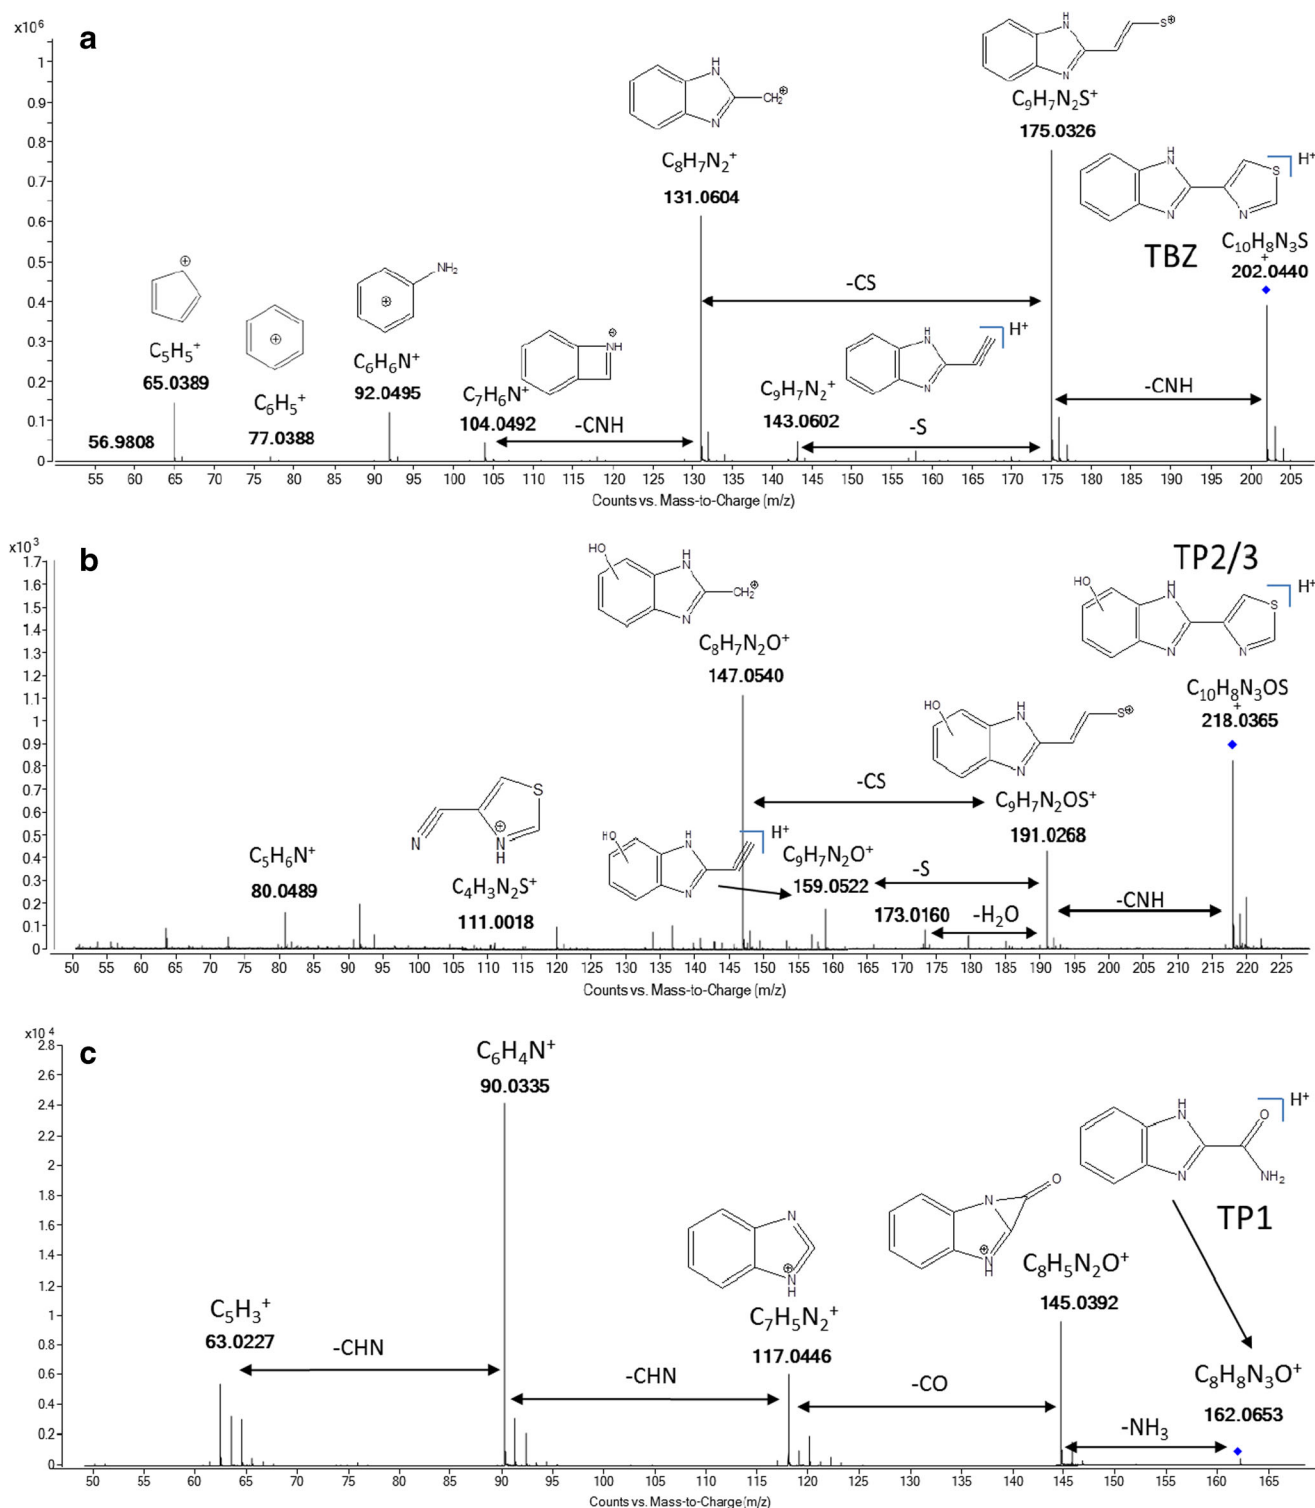 a
x10⁶
1
0.9
0.8
0.7
0.6
0.5
0.4
0.3
0.2
0.1
0
C₅H₅⁺
65.0389
56.9808
C₆H₅⁺
77.0388
NH₂
C₆H₆N⁺
92.0495
NH
C₇H₆N⁺
104.0492
-CNH
H
N
N
CH₂
C₈H₇N₂⁺
131.0604
-CS
H
N
N
H⁺
C₉H₇N₂⁺
143.0602
-S
H
N
N
S
C₉H₇N₂S⁺
175.0326
-CNH
H
N
N
N
S
H⁺
TBZ
C₁₀H₈N₃S
+
202.0440
55 60 65 70 75 80 85 90 95 100 105 110 115 120 125 130 135 140 145 150 155 160 165 170 175 180 185 190 195 200 205
Counts vs. Mass-to-Charge (m/z)
b
x10³
1.7
1.6
1.5
1.4
1.3
1.2
1.1
1
0.9
0.8
0.7
0.6
0.5
0.4
0.3
0.2
0.1
0
C₅H₆N⁺
80.0489
N
S
N
H
C₄H₃N₂S⁺
111.0018
HO
H
N
N
CH₂
C₈H₇N₂O⁺
147.0540
-CS
HO
H
N
N
H⁺
C₉H₇N₂O⁺
159.0522
-S
173.0160
-H₂O
HO
H
N
N
S
C₉H₇N₂OS⁺
191.0268
-CNH
TP2/3
HO
H
N
N
N
S
H⁺
C₁₀H₈N₃OS
+
218.0365
50 55 60 65 70 75 80 85 90 95 100 105 110 115 120 125 130 135 140 145 150 155 160 165 170 175 180 185 190 195 200 205 210 215 220 225
Counts vs. Mass-to-Charge (m/z)
c
x10⁴
2.8
2.6
2.4
2.2
2
1.8
1.6
1.4
1.2
1
0.8
0.6
0.4
0.2
0
C₅H₃⁺
63.0227
-CHN
C₆H₄N⁺
90.0335
-CHN
N
N
H
C₇H₅N₂⁺
117.0446
-CO
N
O
N
H
C₈H₅N₂O⁺
145.0392
-NH₃
H
N
N
O
NH₂
H⁺
TP1
C₈H₈N₃O⁺
162.0653
50 55 60 65 70 75 80 85 90 95 100 105 110 115 120 125 130 135 140 145 150 155 160 165
Counts vs. Mass-to-Charge (m/z)